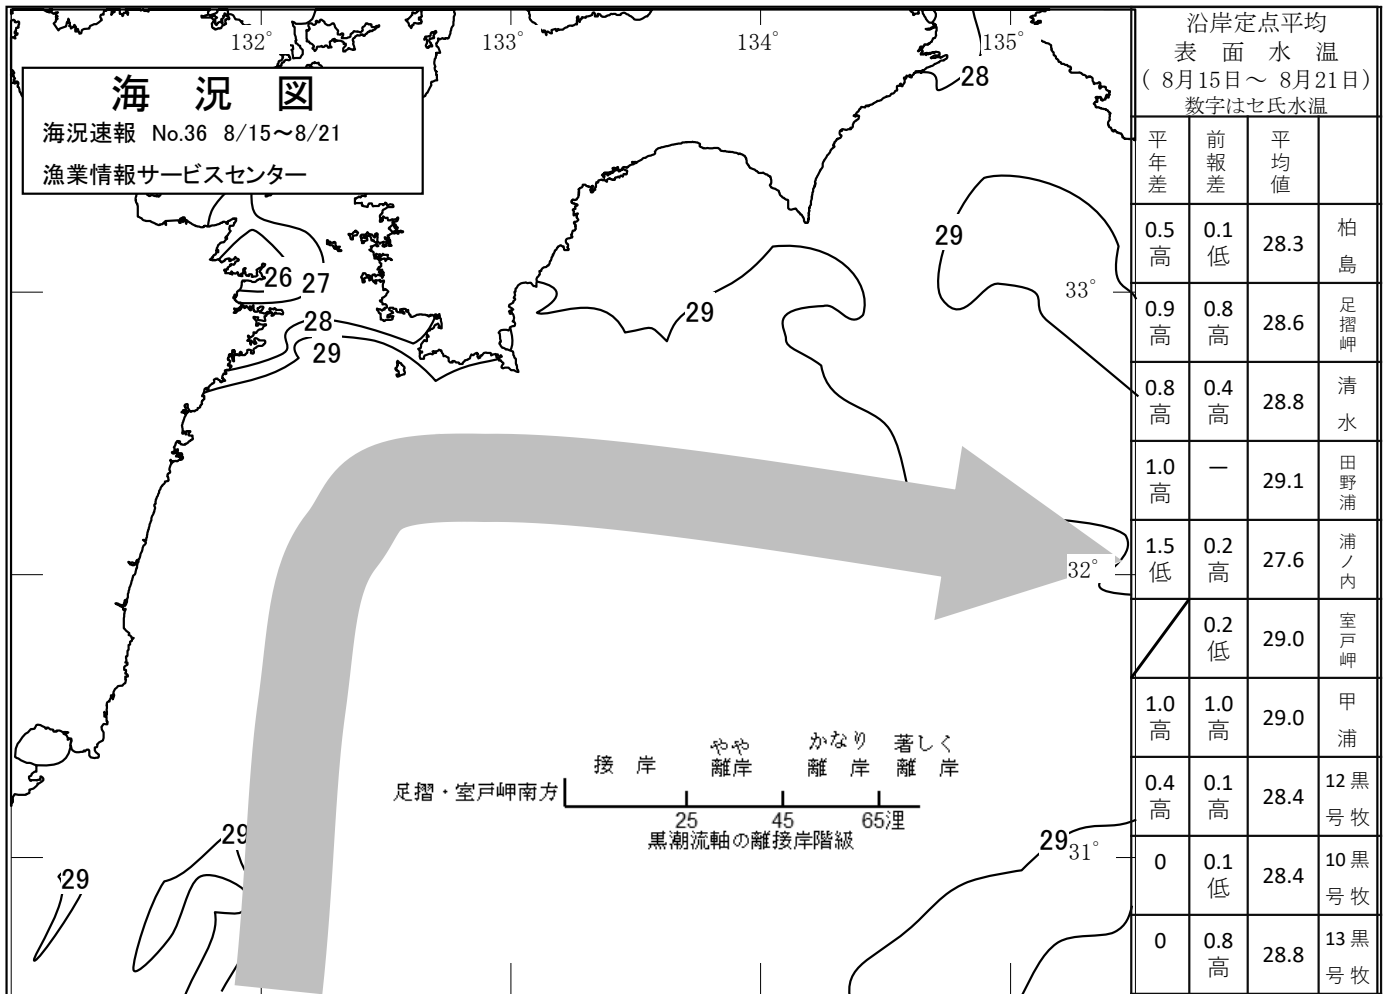 132°
133°
134°
135°
海 況 図
海況速報 No.36 8/15～8/21
漁業情報サービスセンター
28
29
26 27
28
29
29
33°
32°
接 岸
やや
離岸
かなり
離 岸
著しく
離 岸
足摺・室戸岬南方
25 45 65浬
黒潮流軸の離接岸階級
29
29
29
31°
沿岸定点平均
表 面 水 温
( 8月15日～ 8月21日)
数字はセ氏水温
平年差 前報差 平均値
0.5高 0.1低 28.3 柏島
0.9高 0.8高 28.6 足摺岬
0.8高 0.4高 28.8 清水
1.0高 － 29.1 田野浦
1.5低 0.2高 27.6 浦ノ内
0.2低 29.0 室戸岬
1.0高 1.0高 29.0 甲浦
0.4高 0.1高 28.4 黒牧12号
0 0.1低 28.4 黒牧10号
0 0.8高 28.8 黒牧13号